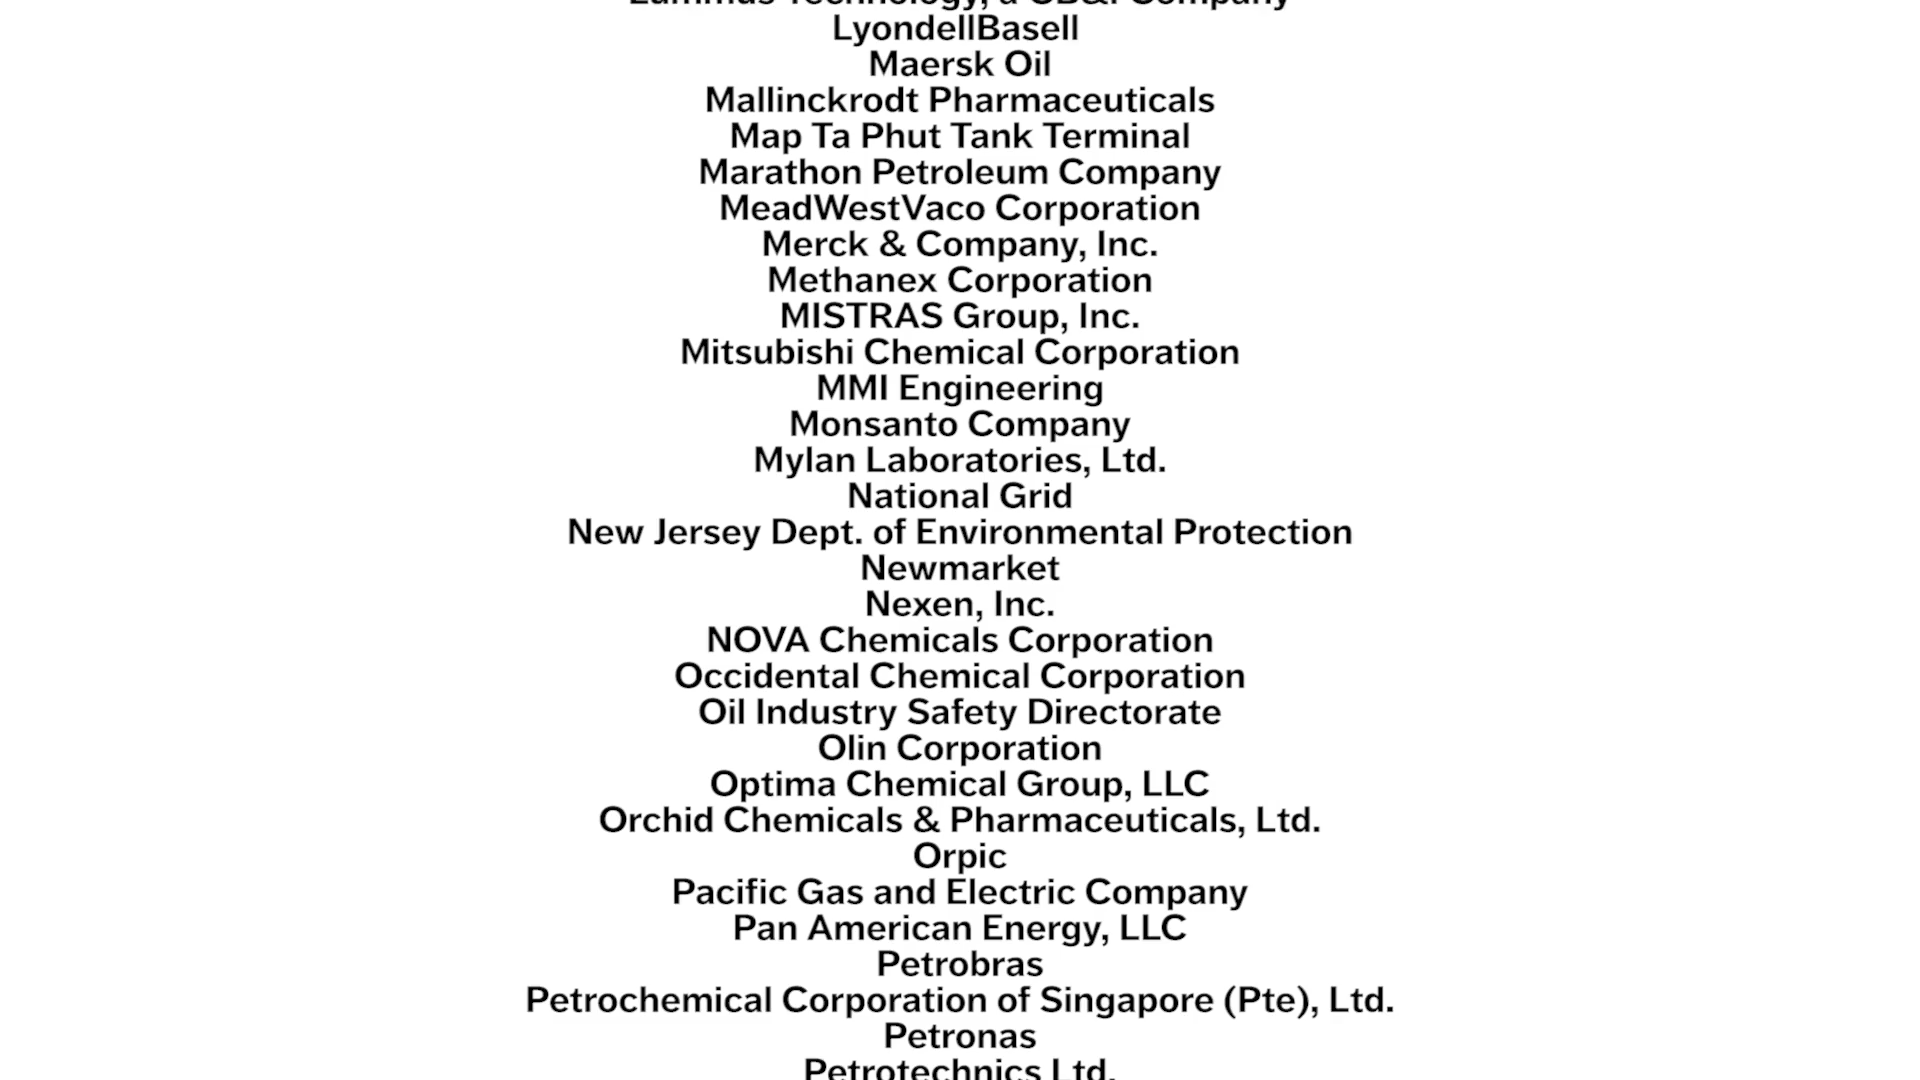 Lummus Technology, a CB&I Company
LyondellBasell
Maersk Oil
Mallinckrodt Pharmaceuticals
Map Ta Phut Tank Terminal
Marathon Petroleum Company
MeadWestVaco Corporation
Merck & Company, Inc.
Methanex Corporation
MISTRAS Group, Inc.
Mitsubishi Chemical Corporation
MMI Engineering
Monsanto Company
Mylan Laboratories, Ltd.
National Grid
New Jersey Dept. of Environmental Protection
Newmarket
Nexen, Inc.
NOVA Chemicals Corporation
Occidental Chemical Corporation
Oil Industry Safety Directorate
Olin Corporation
Optima Chemical Group, LLC
Orchid Chemicals & Pharmaceuticals, Ltd.
Orpic
Pacific Gas and Electric Company
Pan American Energy, LLC
Petrobras
Petrochemical Corporation of Singapore (Pte), Ltd.
Petronas
Petrotechnics Ltd.